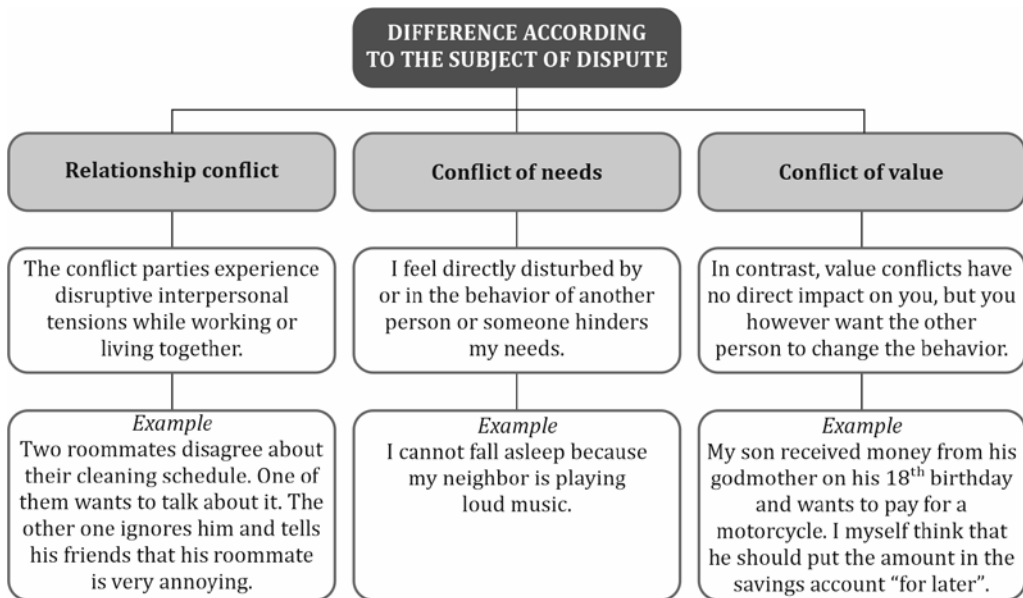 DIFFERENCE ACCORDING
TO THE SUBJECT OF DISPUTE
Relationship conflict
The conflict parties experience
disruptive interpersonal
tensions while working or
living together.
Example
Two roommates disagree about
their cleaning schedule. One of
them wants to talk about it. The
other one ignores him and tells
his friends that his roommate
is very annoying.
Conflict of needs
I feel directly disturbed by
or in the behavior of another
person or someone hinders
my needs.
Example
I cannot fall asleep because
my neighbor is playing
loud music.
Conflict of value
In contrast, value conflicts have
no direct impact on you, but you
however want the other
person to change the behavior.
Example
My son received money from his
godmother on his 18th birthday
and wants to pay for a
motorcycle. I myself think that
he should put the amount in the
savings account “for later”.